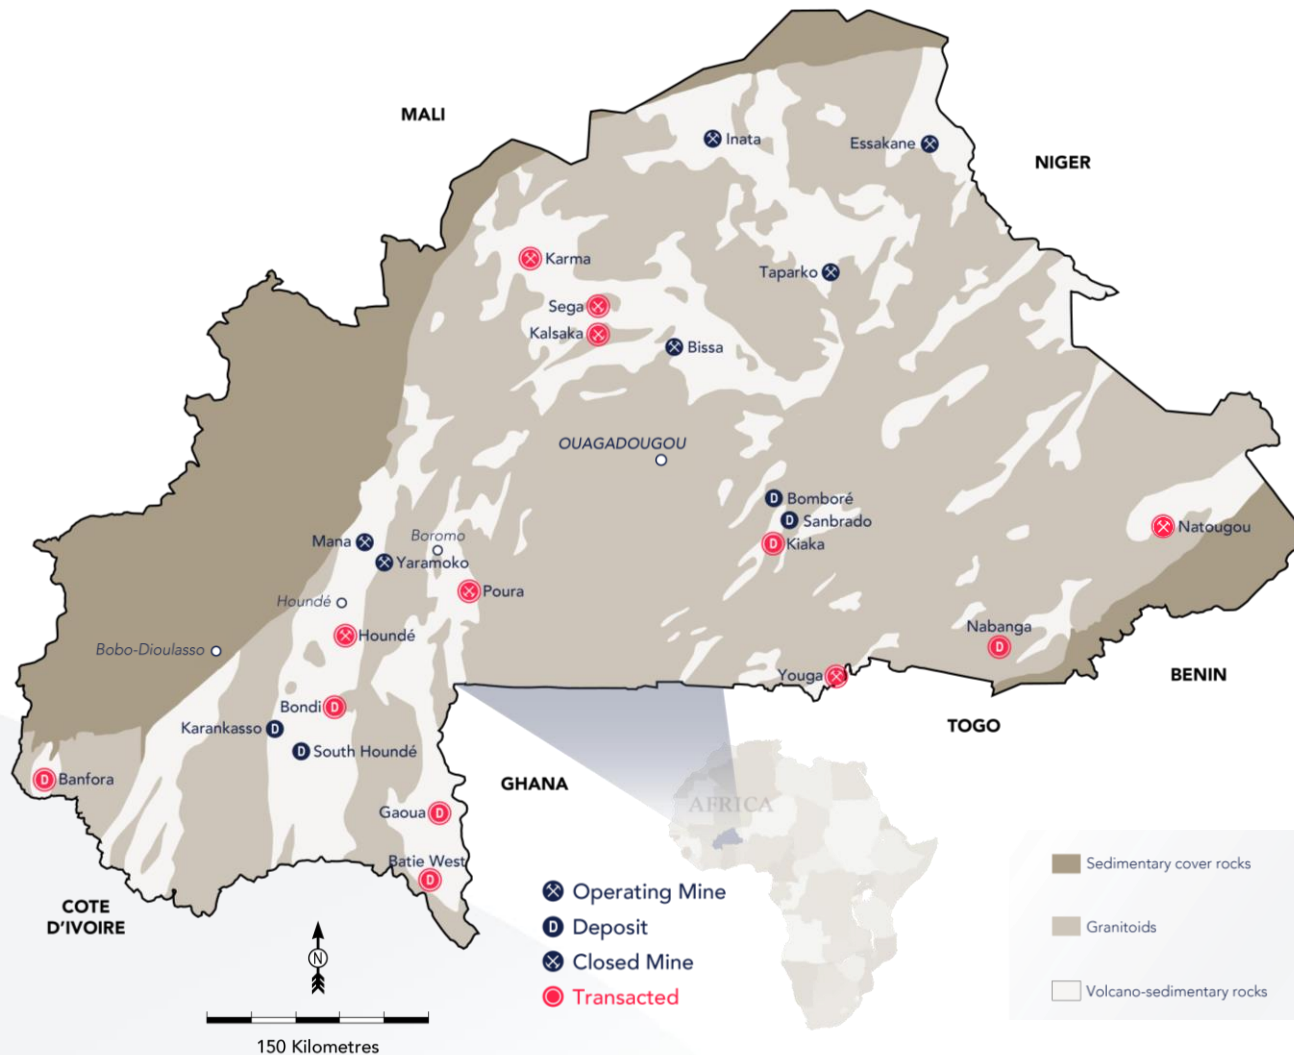 MALI
Inata
Essakane
NIGER
Karma
Taparko
Sega
Kalsaka
Bissa
OUAGADOUGOU
D
Bomboré
D
Sanbrado
D
Kiaka
Natougou
Mana
Boromo
Yaramoko
Poura
Houndé
Houndé
Bobo-Dioulasso
Nabanga
D
Youga
BENIN
Bondi
D
Karankasso
D
D
South Houndé
TOGO
D
Banfora
GHANA
Gaoua
D
AFRICA
Batie West
D
COTE
D'IVOIRE
N
150 Kilometres
Operating Mine
D
Deposit
Closed Mine
Transacted
Sedimentary cover rocks
Granitoids
Volcano-sedimentary rocks